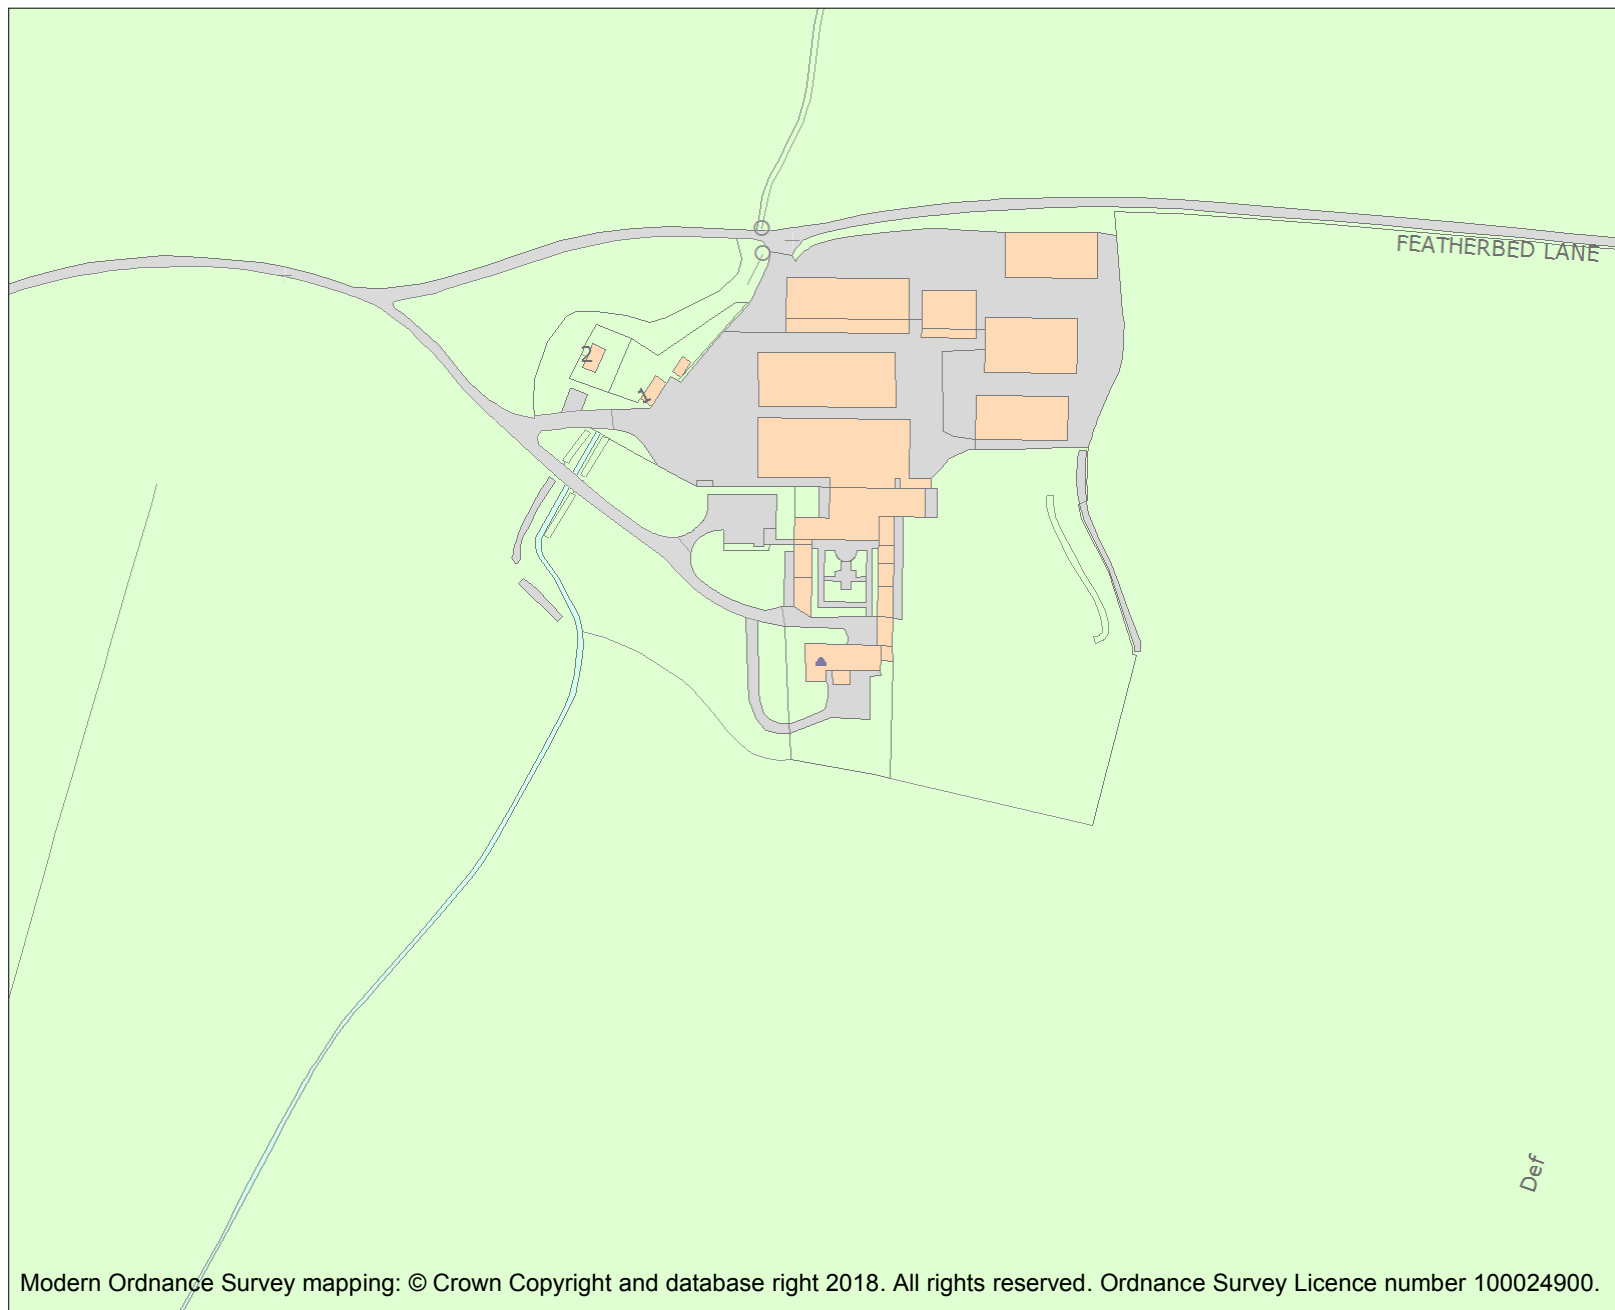 FEATHERBED LANE
2
1
Def
Modern Ordnance Survey mapping: © Crown Copyright and database right 2018. All rights reserved. Ordnance Survey Licence number 100024900.